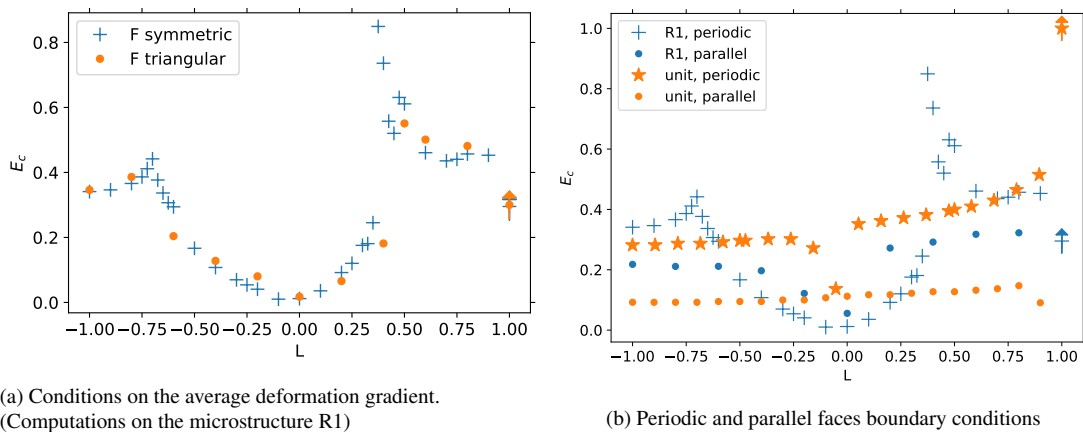 F symmetric
F triangular
E_c
0.8
0.6
0.4
0.2
0.0
−1.00 −0.75 −0.50 −0.25 0.00 0.25 0.50 0.75 1.00
L
(a) Conditions on the average deformation gradient.
(Computations on the microstructure R1)
R1, periodic
R1, parallel
unit, periodic
unit, parallel
E_c
1.0
0.8
0.6
0.4
0.2
0.0
−1.00 −0.75 −0.50 −0.25 0.00 0.25 0.50 0.75 1.00
L
(b) Periodic and parallel faces boundary conditions